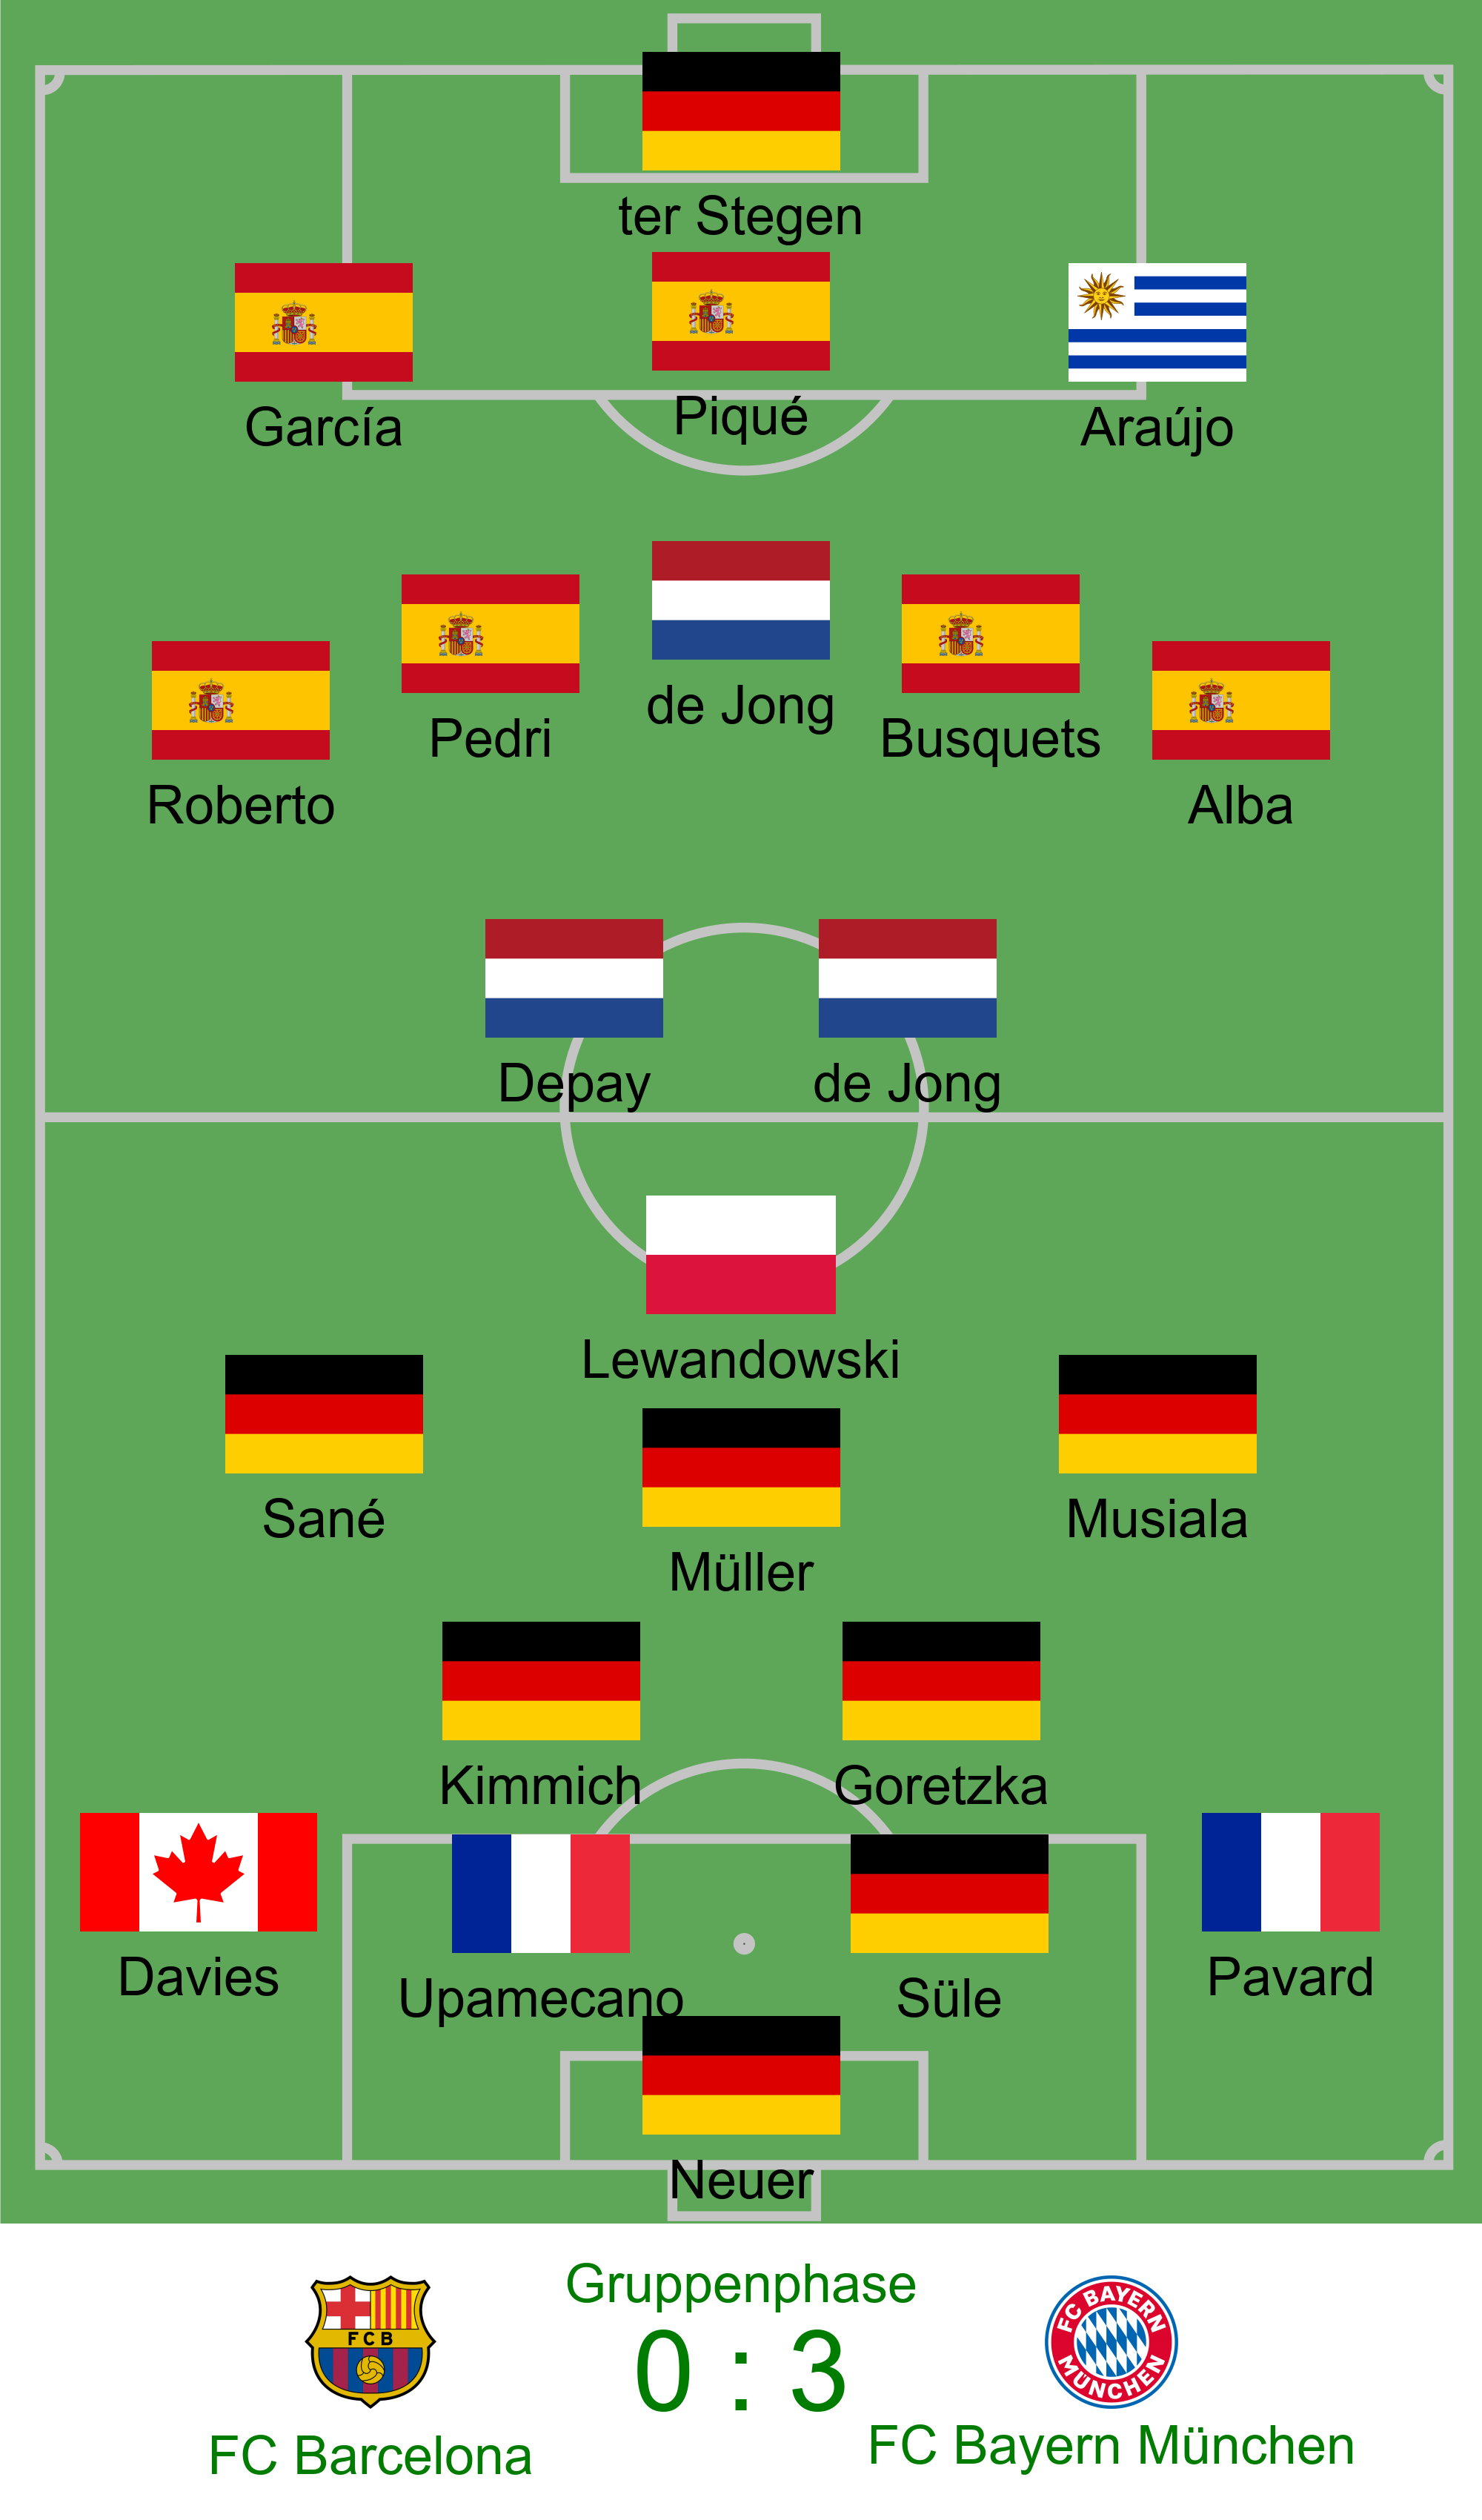 ter Stegen
García
Piqué
Araújo
de Jong
Pedri
Busquets
Roberto
Alba
Depay
de Jong
Lewandowski
Sané
Musiala
Müller
Kimmich
Goretzka
Davies
Pavard
Upamecano
Süle
Neuer
Gruppenphase
FCB
0 : 3
FC BAYERN
MÜNCHEN
FC Barcelona
FC Bayern München